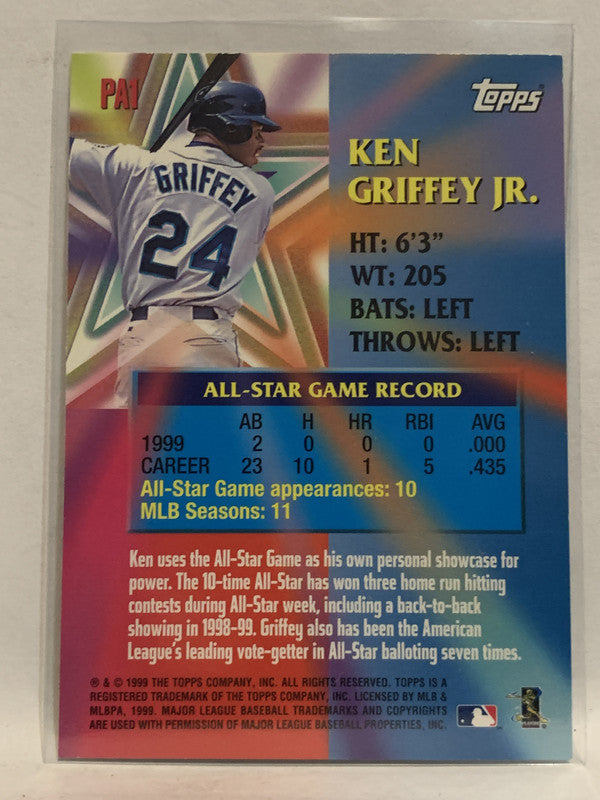 PA1
topps
GRIFFEY
24
KEN
GRIFFEY JR.
HT: 6'3"
WT: 205
BATS: LEFT
THROWS: LEFT
ALL-STAR GAME RECORD
AB H HR RBI AVG
1999 2 0 0 0 .000
CAREER 23 10 1 5 .435
All-Star Game appearances: 10
MLB Seasons: 11
Ken uses the All-Star Game as his own personal showcase for
power. The 10-time All-Star has won three home run hitting
contests during All-Star week, including a back-to-back
showing in 1998-99. Griffey also has been the American
League's leading vote-getter in All-Star balloting seven times.
® & © 1999 THE TOPPS COMPANY, INC. ALL RIGHTS RESERVED. TOPPS IS A
REGISTERED TRADEMARK OF THE TOPPS COMPANY, INC. LICENSED BY MLB &
MLBPA, 1999. MAJOR LEAGUE BASEBALL TRADEMARKS AND COPYRIGHTS
ARE USED WITH PERMISSION OF MAJOR LEAGUE BASEBALL PROPERTIES, INC.